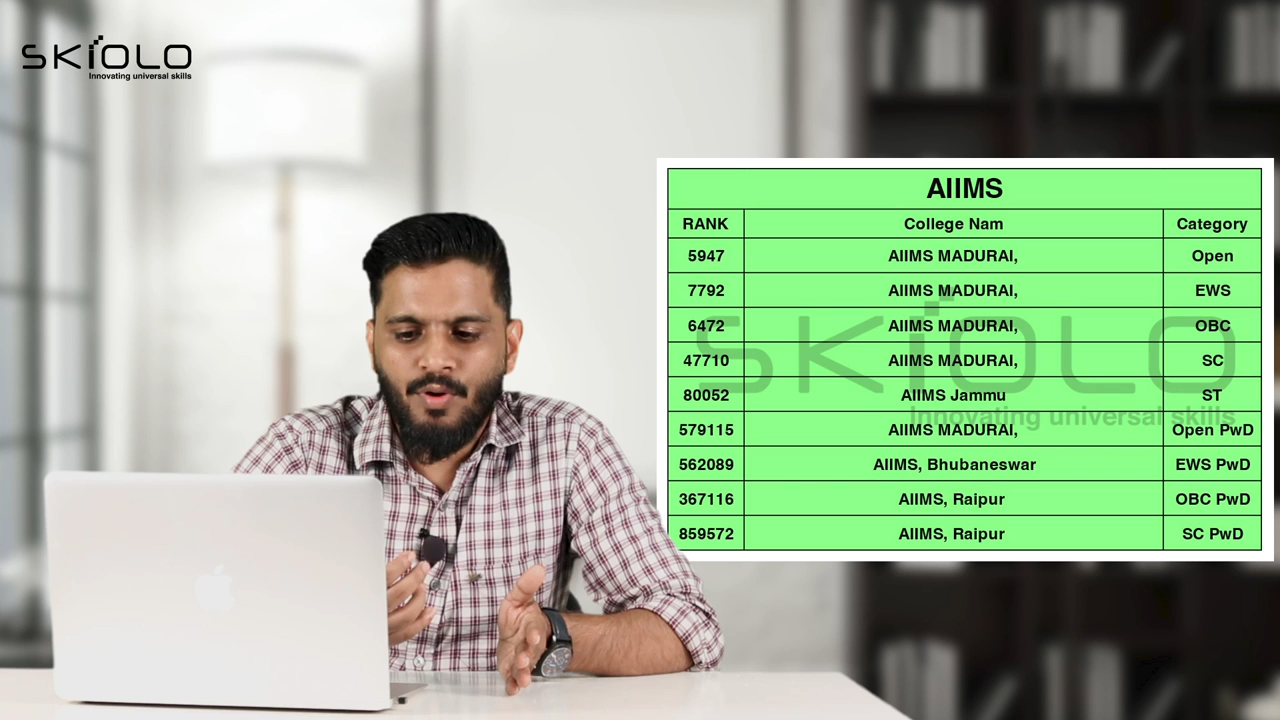 SKIOLO
Innovating universal skills
AIIMS
RANK College Nam Category
5947 AIIMS MADURAI, Open
7792 AIIMS MADURAI, EWS
6472 AIIMS MADURAI, OBC
47710 AIIMS MADURAI, SC
80052 AIIMS Jammu ST
579115 AIIMS MADURAI, Open PwD
562089 AIIMS, Bhubaneswar EWS PwD
367116 AIIMS, Raipur OBC PwD
859572 AIIMS, Raipur SC PwD
SKIOLO
Innovating universal skills